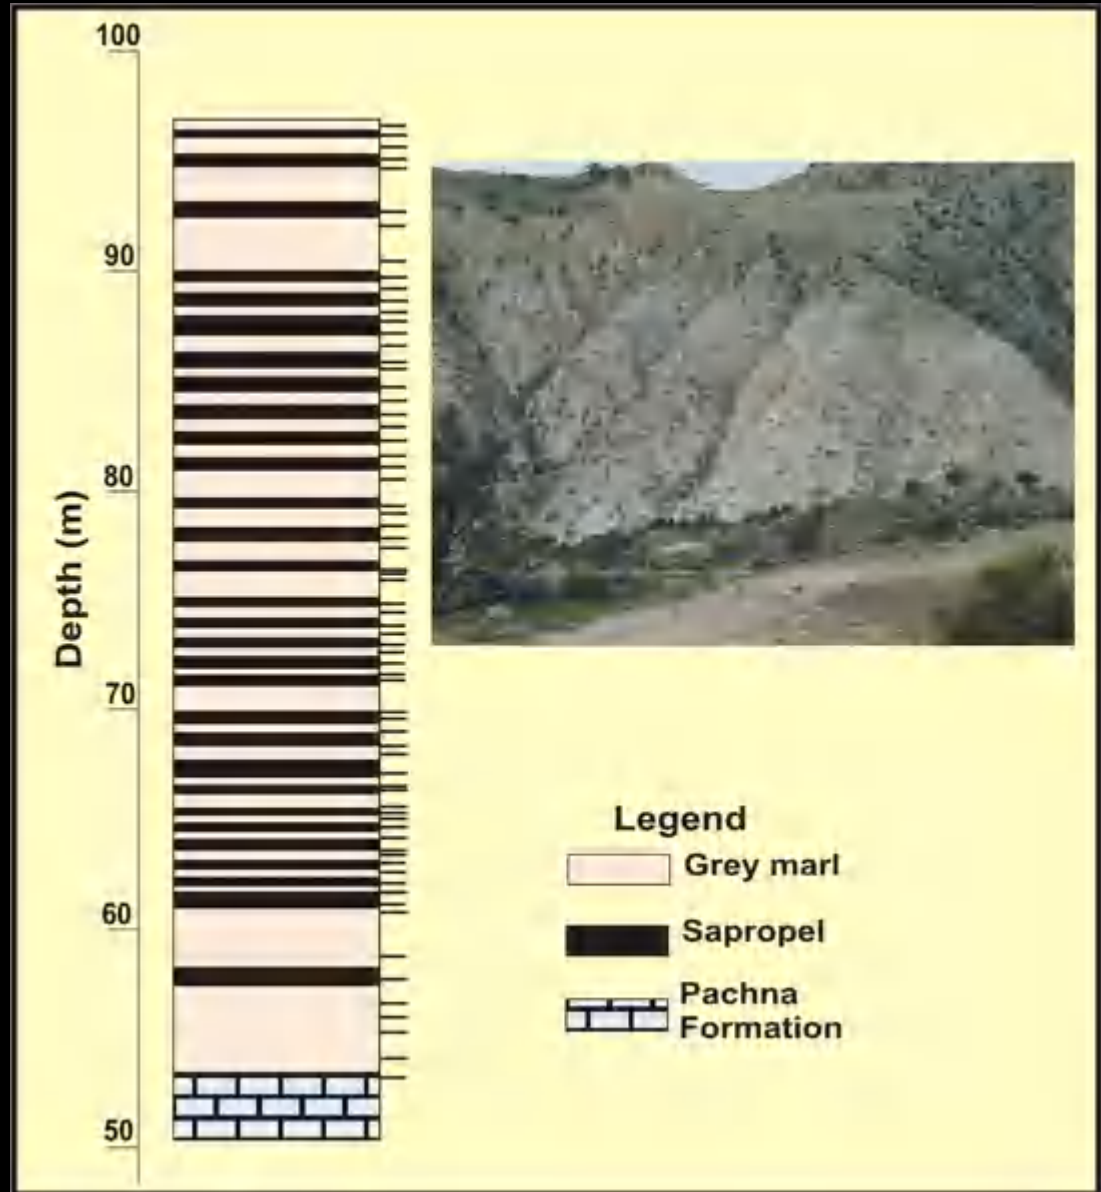 100
90
80
70
60
50
Depth (m)
Legend
Grey marl
Sapropel
Pachna
Formation